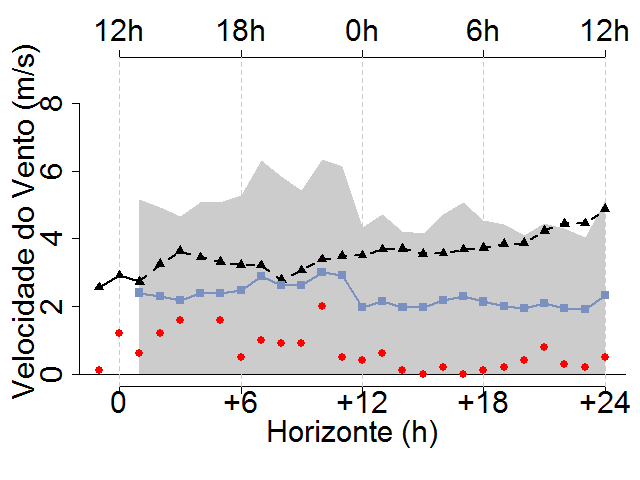 12h 18h 0h 6h 12h
Velocidade do Vento (m/s)
8
6
4
2
0
0 +6 +12 +18 +24
Horizonte (h)